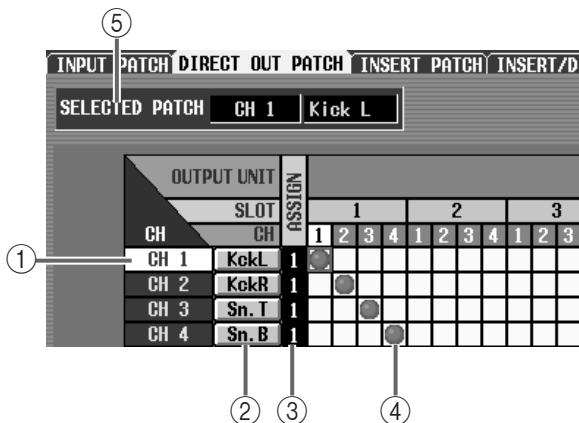 ⑤
INPUT PATCH DIRECT OUT PATCH INSERT PATCH INSERT/D
SELECTED PATCH CH 1 Kick L
OUTPUT UNIT ASSIGN
SLOT 1 2 3
CH CH 1 2 3 4 1 2 3 4 1 2 3
① CH 1 KckL 1
CH 2 KckR 1
CH 3 Sn.T 1
CH 4 Sn.B 1
② ③ ④